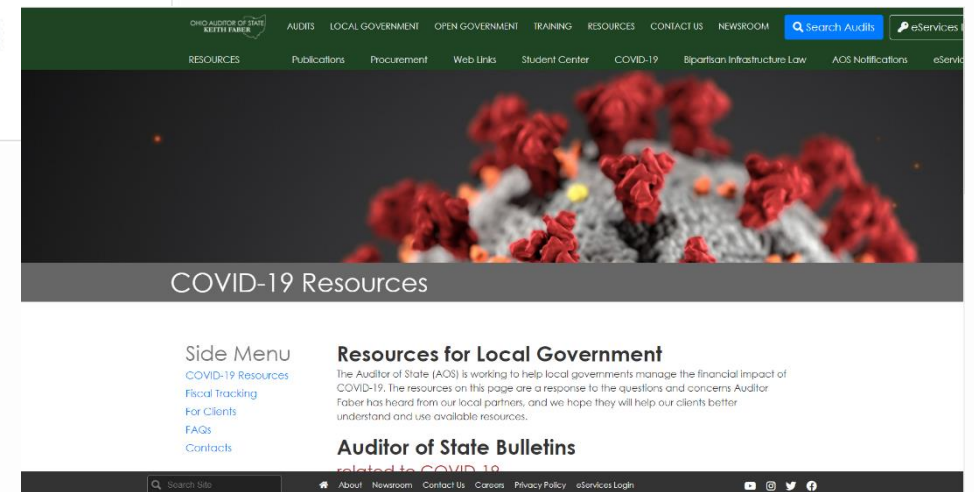 OHIO AUDITOR OF STATE
KEITH FABER
AUDITS LOCAL GOVERNMENT OPEN GOVERNMENT TRAINING RESOURCES CONTACT US NEWSROOM Search Audits eServices
RESOURCES Publications Procurement Web Links Student Center COVID-19 Bipartisan Infrastructure Law AOS Notifications eServic
COVID-19 Resources
Side Menu
COVID-19 Resources
Fiscal Tracking
For Clients
FAQs
Contacts
Resources for Local Government
The Auditor of State (AOS) is working to help local governments manage the financial impact of
COVID-19. The resources on this page are a response to the questions and concerns Auditor
Faber has heard from our local partners, and we hope they will help our clients better
understand and use available resources.
Auditor of State Bulletins
related to COVID-19
Search Site About Newsroom Contact Us Careers Privacy Policy eServices Login